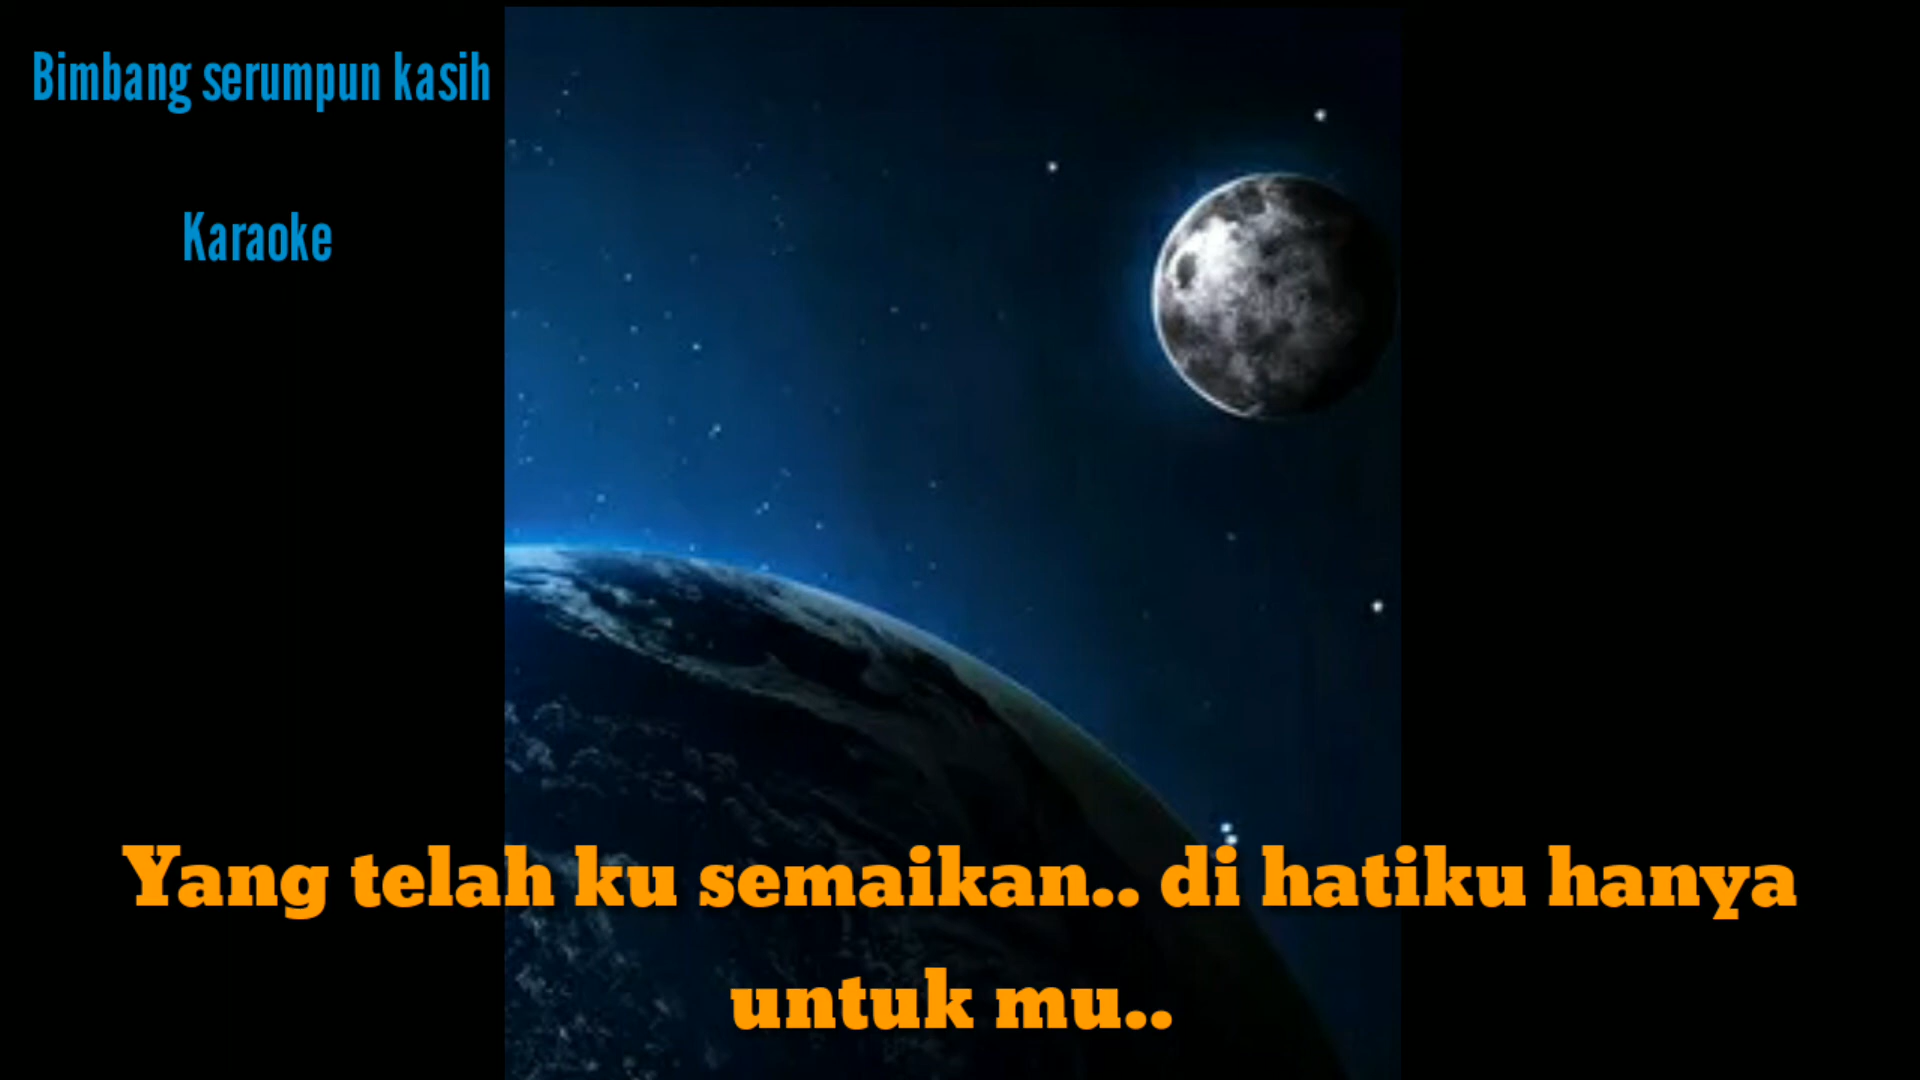 Bimbang serumpun kasih
Karaoke
Yang telah ku semaikan.. di hatiku hanya
untuk mu..